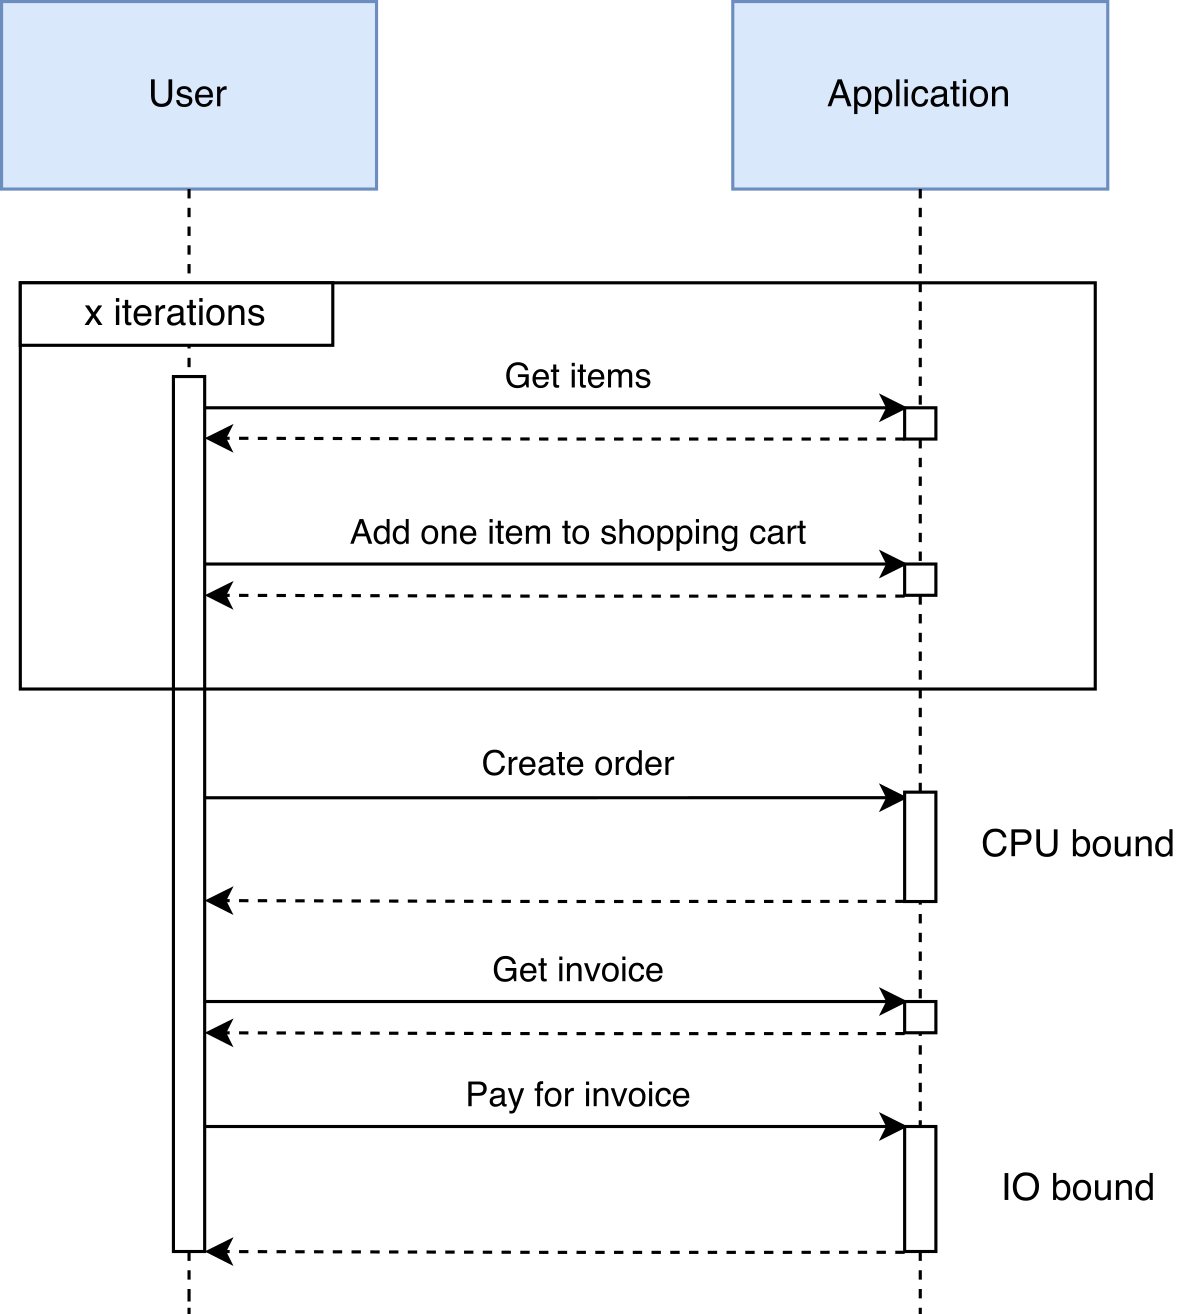 User
Application
x iterations
Get items
Add one item to shopping cart
Create order
CPU bound
Get invoice
Pay for invoice
IO bound